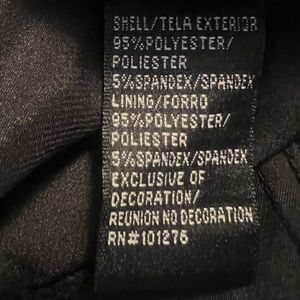 SHELL/TELA EXTERIOR
95%POLYESTER/
POLIESTER
5%SPANDEX/SPANDEX
LINING/FORRO
95%POLYESTER/
POLIESTER
5%SPANDEX/SPANDEX
EXCLUSIVE OF
DECORATION/
REUNION NO DECORATION
RN#101276